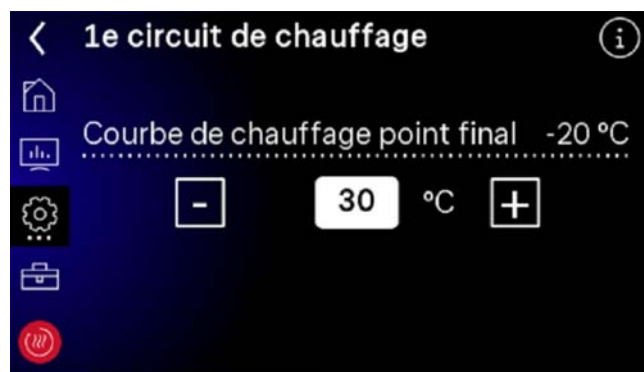 1e circuit de chauffage
Courbe de chauffage point final -20 °C
- 30 °C +